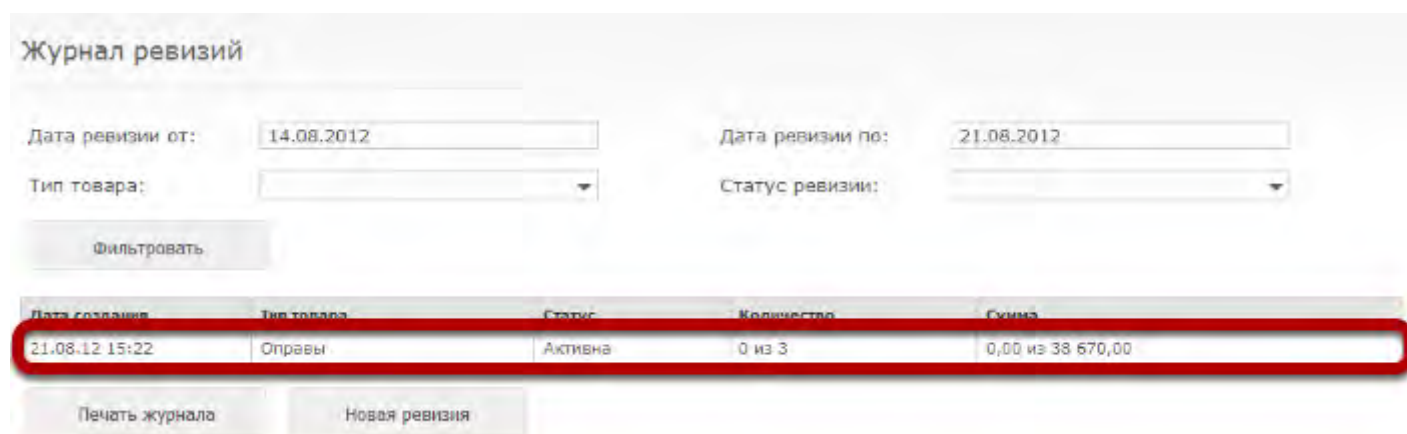 Журнал ревизий
Дата ревизии от: 14.08.2012 Дата ревизии по: 21.08.2012
Тип товара: Статус ревизии:
Фильтровать
Дата создания Тип товара Статус Количество Сумма
21.08.12 15:22 Оправы Активна 0 из 3 0,00 из 38 670,00
Печать журнала Новая ревизия